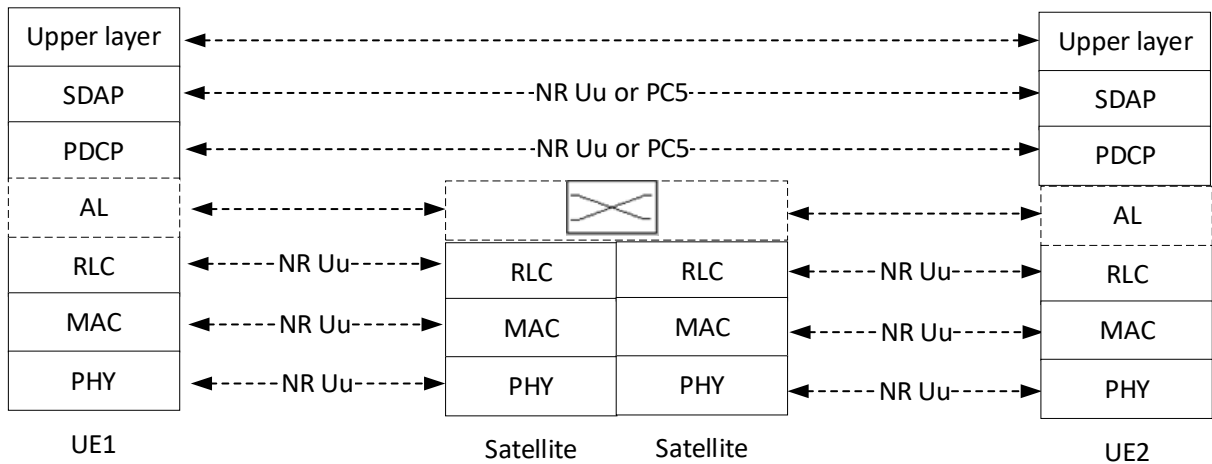 Upper layer
Upper layer
SDAP
NR Uu or PC5
SDAP
PDCP
NR Uu or PC5
PDCP
AL
AL
RLC
NR Uu
RLC
RLC
NR Uu
RLC
MAC
NR Uu
MAC
MAC
NR Uu
MAC
PHY
NR Uu
PHY
PHY
NR Uu
PHY
UE1
Satellite
Satellite
UE2